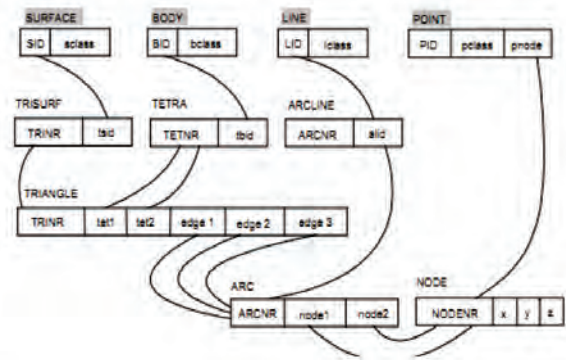 SURFACE BODY LINE POINT
SID sclass BID bclass LID lclass PID pclass pnode
TRISURF TETRA ARCLINE
TRINR tsid TETNR tbid ARCNR alid
TRIANGLE
TRINR tet1 tet2 edge 1 edge 2 edge 3
ARC NODE
ARCNR node1 node2 NODENR x y z